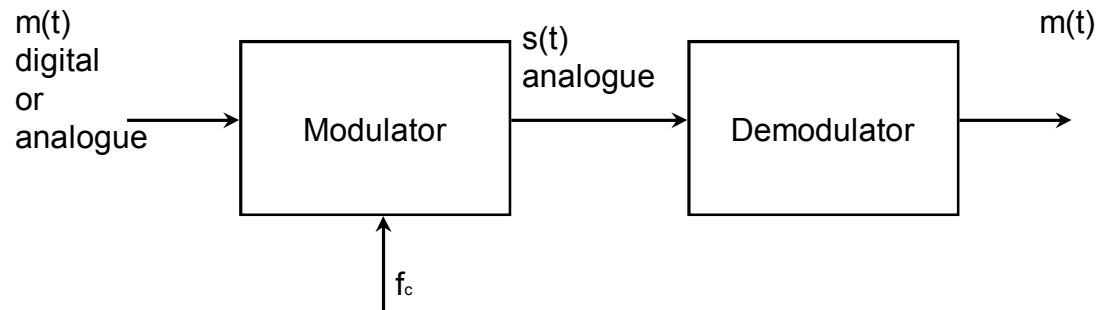 m(t)
digital
or
analogue
Modulator
s(t)
analogue
Demodulator
m(t)
fc